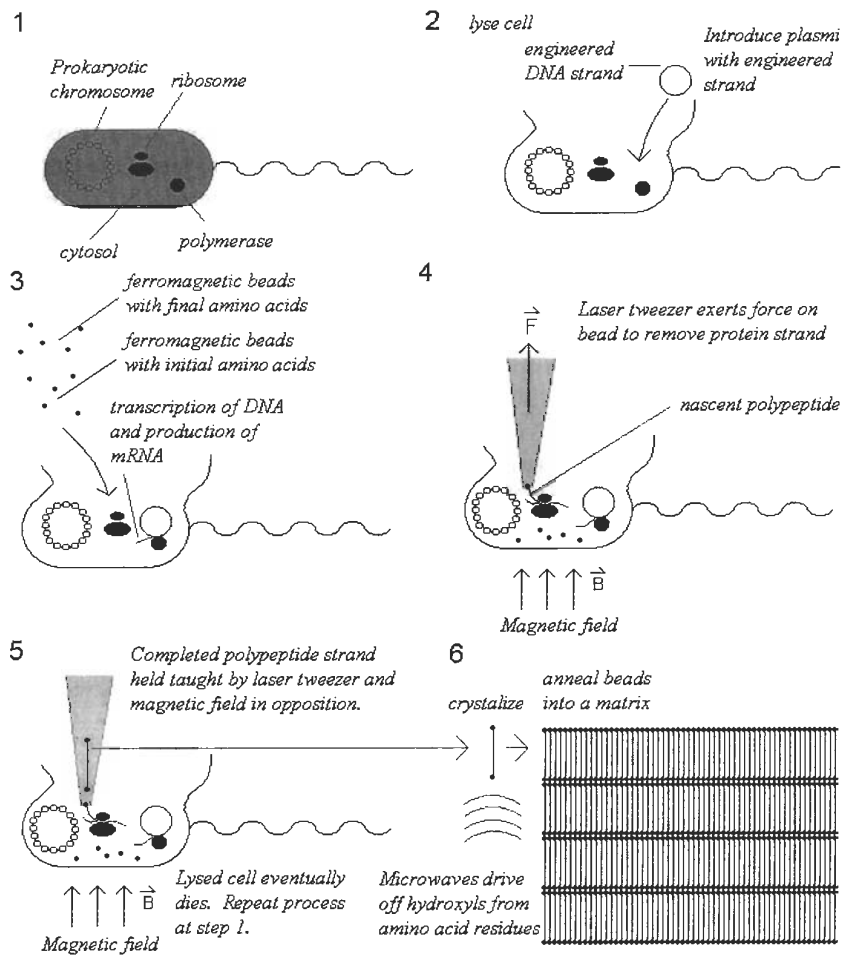 1
Prokaryotic
chromosome
ribosome
cytosol
polymerase
2
lyse cell
engineered
DNA strand
Introduce plasmi
with engineered
strand
3
ferromagnetic beads
with final amino acids
ferromagnetic beads
with initial amino acids
transcription of DNA
and production of
mRNA
4
F
Laser tweezer exerts force on
bead to remove protein strand
nascent polypeptide
B
Magnetic field
5
Completed polypeptide strand
held taught by laser tweezer and
magnetic field in opposition.
B
Magnetic field
Lysed cell eventually
dies. Repeat process
at step 1.
6
crystalize
anneal beads
into a matrix
Microwaves drive
off hydroxyls from
amino acid residues